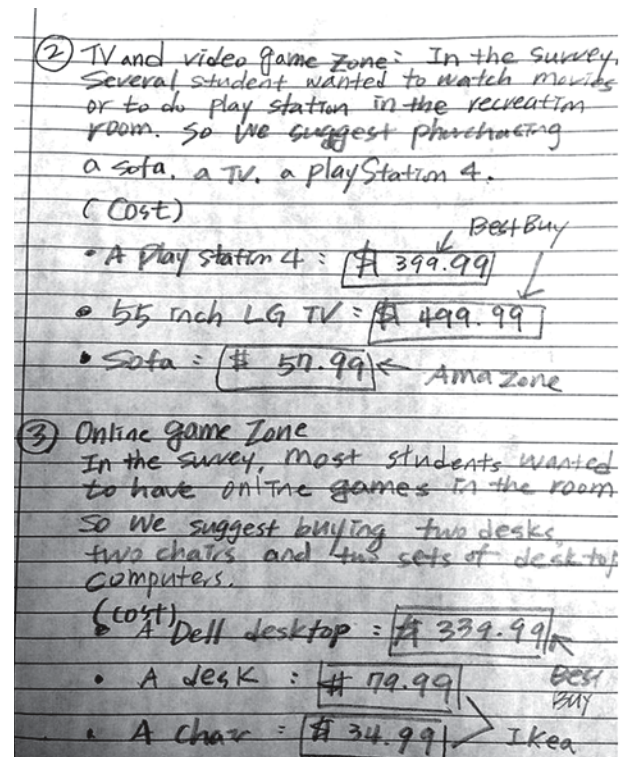 ② TV and video game zone: In the survey,
Several student wanted to watch movies
or to do play station in the recreation
room. So we suggest phurchasing
a sofa, a TV, a playStation 4.
(Cost)
Best Buy
• A Play station 4 : $ 399.99
• 55 inch LG TV : $ 499.99
• Sofa : $ 57.99 ← Ama zone
③ Online game Zone
In the survey, most students wanted
to have online games in the room
So we suggest buying two desks,
two chairs and two sets of desktop
computers.
(cost)
• A Dell desktop : $ 339.99
Best
Buy
• A desk : $ 79.99
• A chair : $ 34.99
Ikea